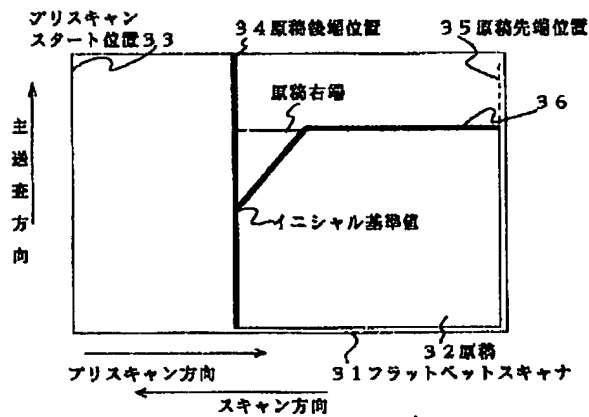 プリスキャン
スタート位置33
34原稿後端位置
35原稿先端位置
原稿右端
36
主
過
査
方
向
イニシャル基準値
32原稿
プリスキャン方向
31フラットベットスキャナ
スキャン方向